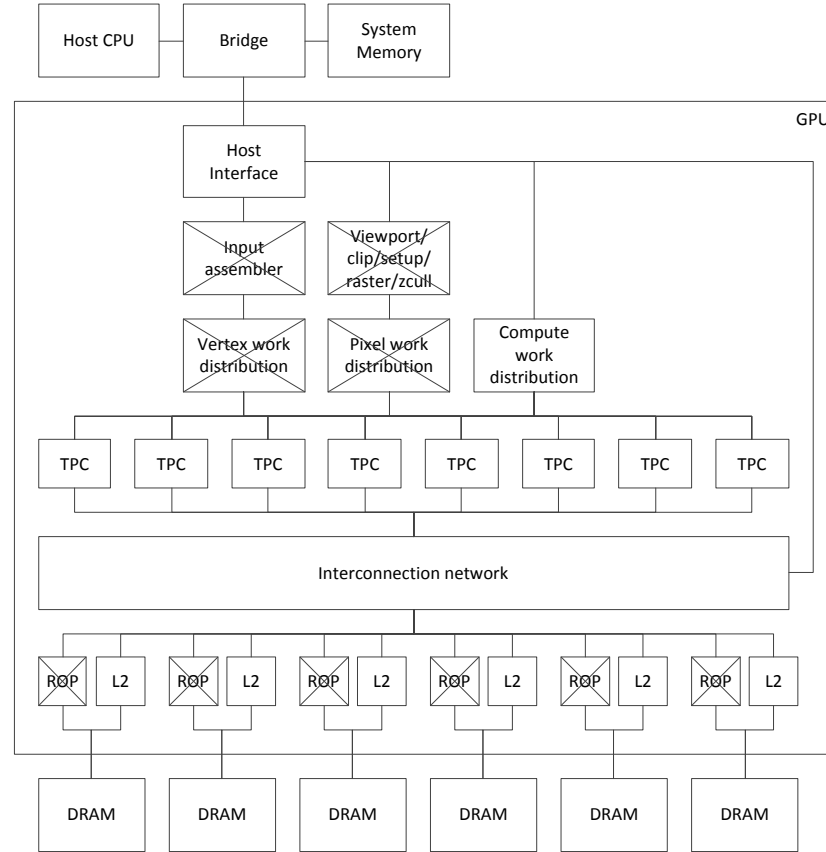 Host CPU
Bridge
System
Memory
GPU
Host
Interface
Input
assembler
Viewport/
clip/setup/
raster/zcull
Vertex work
distribution
Pixel work
distribution
Compute
work
distribution
TPC
TPC
TPC
TPC
TPC
TPC
TPC
TPC
Interconnection network
ROP
L2
ROP
L2
ROP
L2
ROP
L2
ROP
L2
ROP
L2
DRAM
DRAM
DRAM
DRAM
DRAM
DRAM